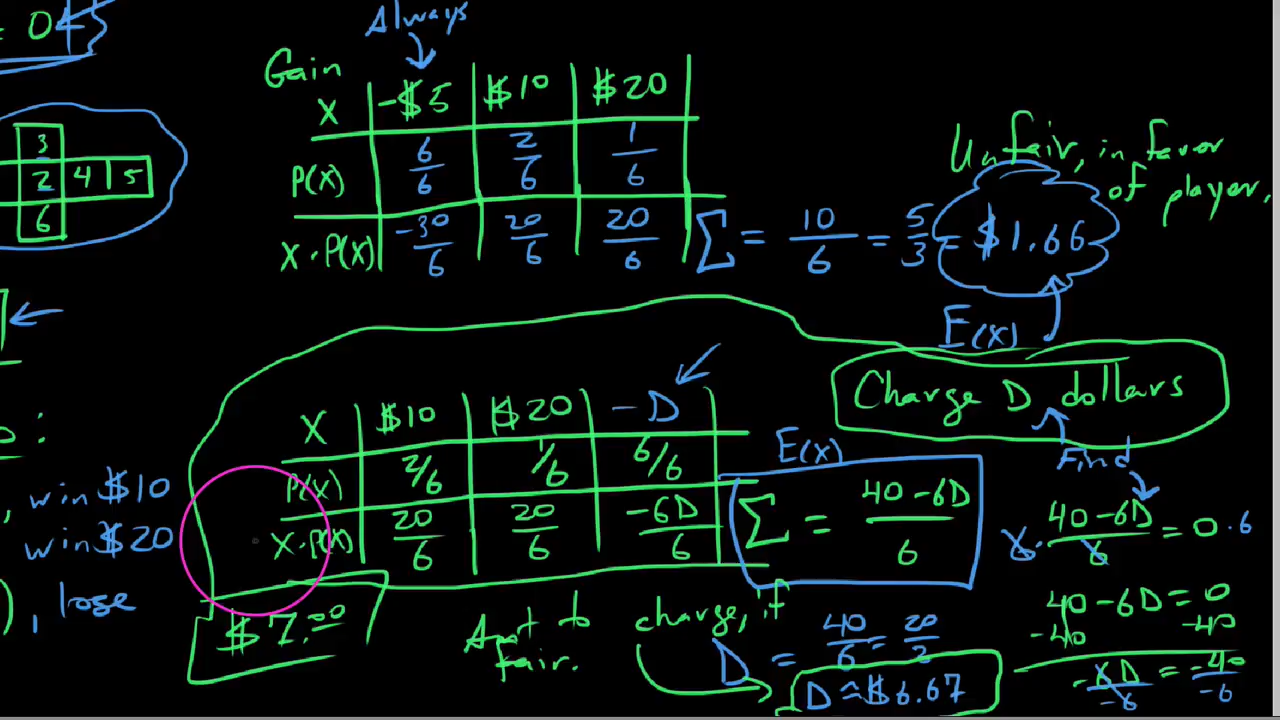 = 0
Always
Gain
X -$5 $10 $20
P(X) 6/6 2/6 1/6
X·P(X) -30/6 20/6 20/6 Σ = 10/6 = 5/3 = $1.66
Unfair, in favor
of player,
E(X)
3
2 4 5
6
Charge D dollars
Find
X $10 $20 -D
P(X) 2/6 1/6 6/6
X·P(X) 20/6 20/6 -6D/6
E(X)
Σ = 40-6D/6
, win $10
win $20
), lose
$7.00
Amt to charge, if
fair.
D = 40/6 = 20/3
D ≈ $6.67
6· 40-6D/6 = 0·6
40-6D=0
-40 -40
-6D/-6 = -40/-6